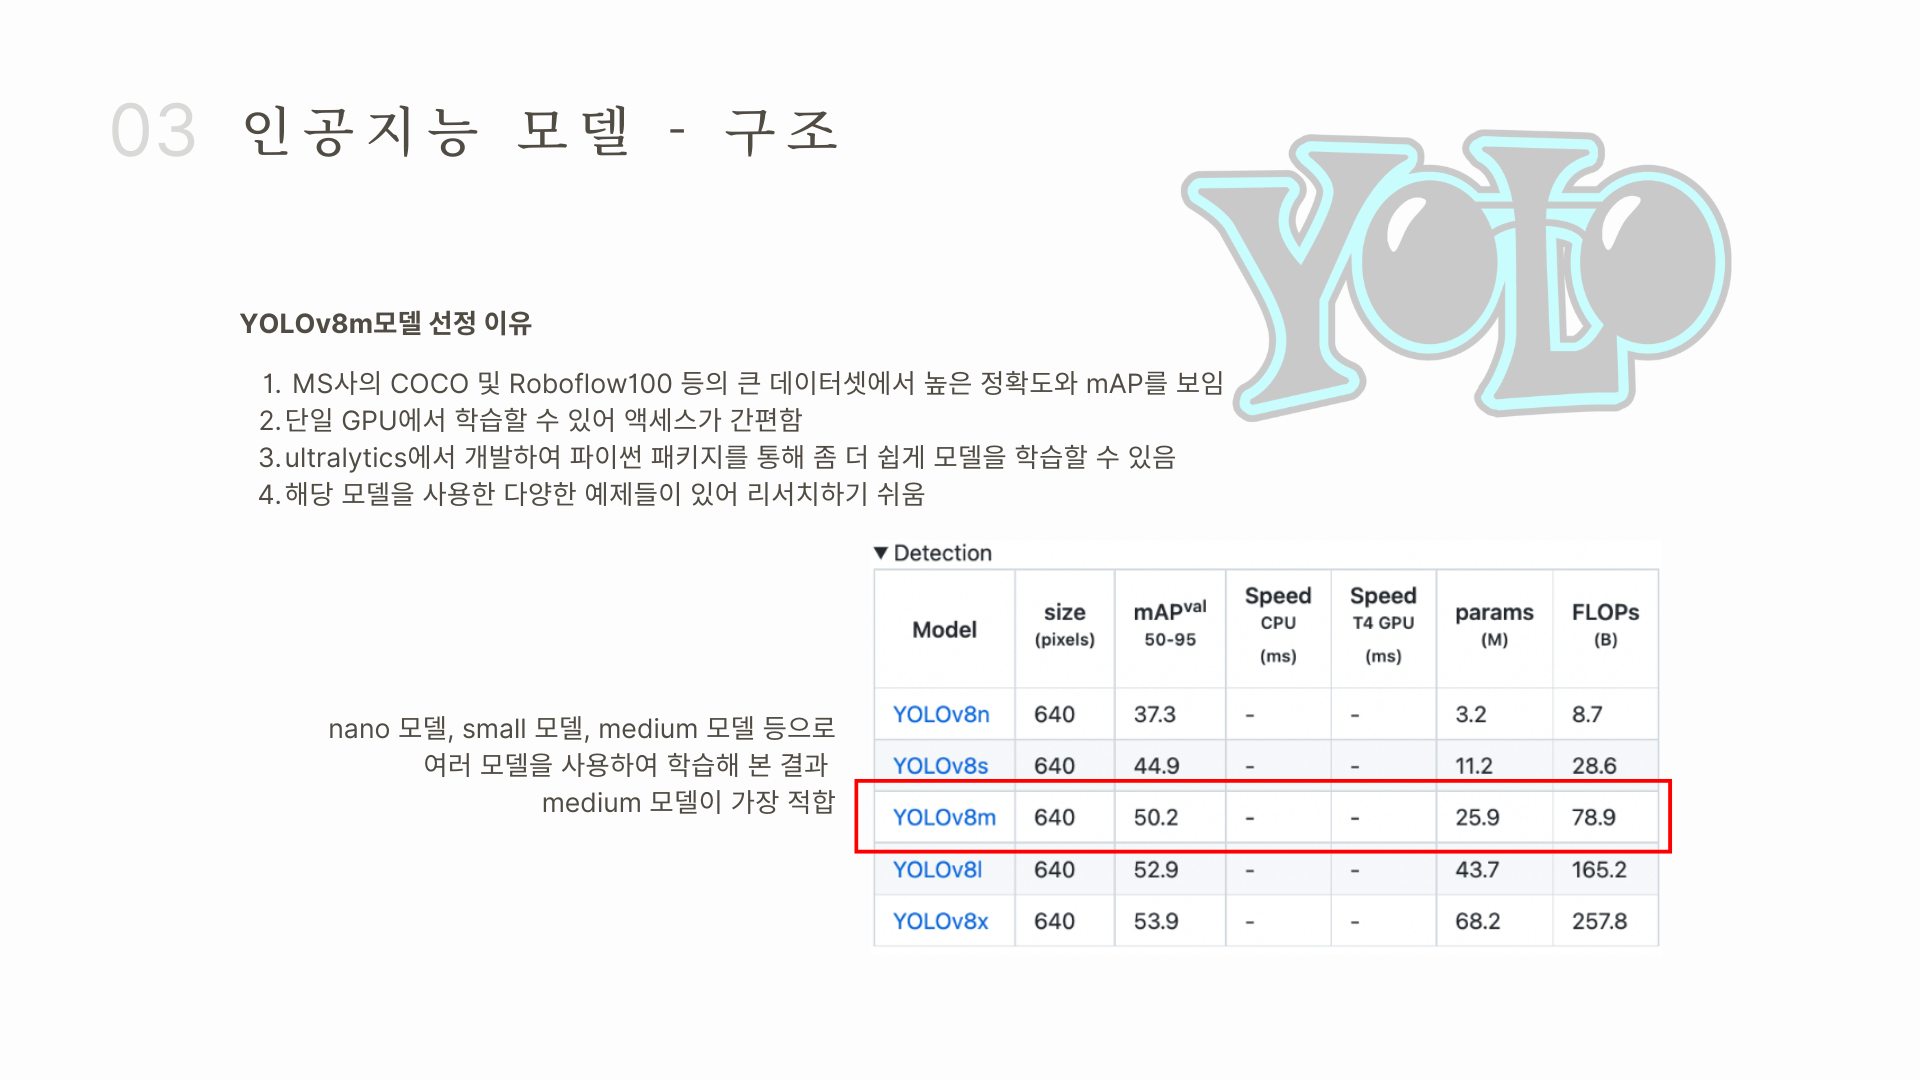 03 인공지능 모델 - 구조
YOLO
YOLOv8m모델 선정 이유
1. MS사의 COCO 및 Roboflow100 등의 큰 데이터셋에서 높은 정확도와 mAP를 보임
2. 단일 GPU에서 학습할 수 있어 액세스가 간편함
3. ultralytics에서 개발하여 파이썬 패키지를 통해 좀 더 쉽게 모델을 학습할 수 있음
4. 해당 모델을 사용한 다양한 예제들이 있어 리서치하기 쉬움
nano 모델, small 모델, medium 모델 등으로
여러 모델을 사용하여 학습해 본 결과
medium 모델이 가장 적합
▼ Detection
Model size (pixels) mAPval 50-95 Speed CPU (ms) Speed T4 GPU (ms) params (M) FLOPs (B)
YOLOv8n 640 37.3 - - 3.2 8.7
YOLOv8s 640 44.9 - - 11.2 28.6
YOLOv8m 640 50.2 - - 25.9 78.9
YOLOv8l 640 52.9 - - 43.7 165.2
YOLOv8x 640 53.9 - - 68.2 257.8